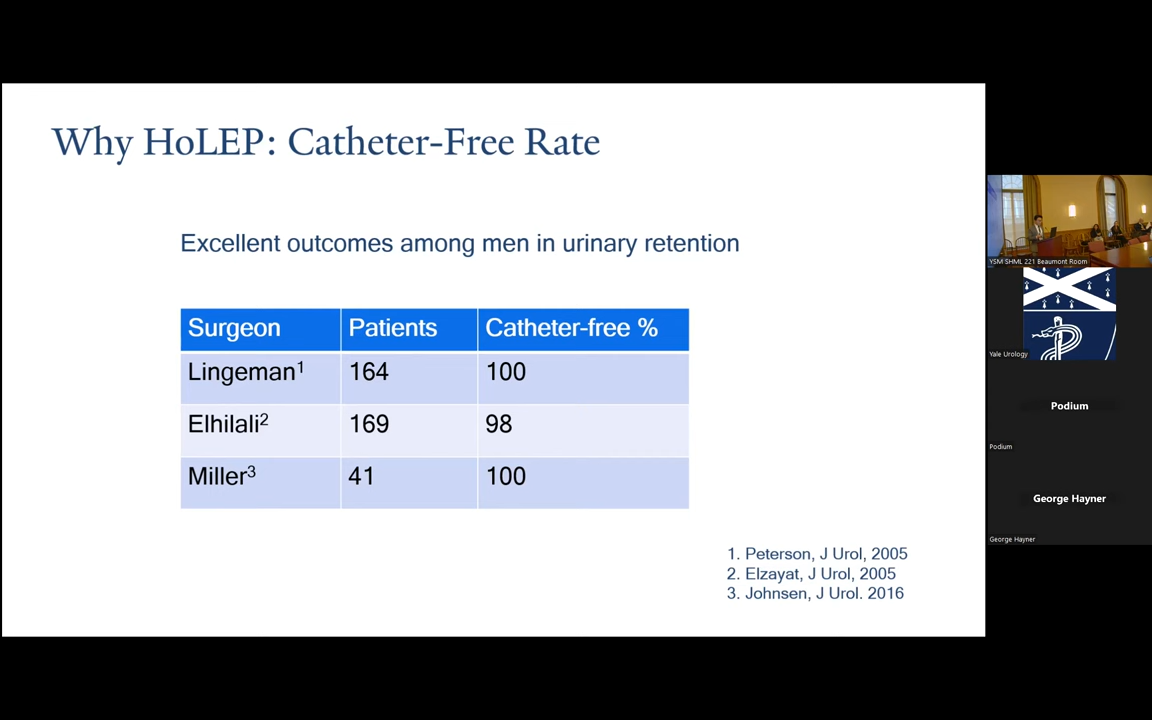 Why HoLEP: Catheter-Free Rate
Excellent outcomes among men in urinary retention
Surgeon Patients Catheter-free %
Lingeman¹ 164 100
Elhilali² 169 98
Miller³ 41 100
1. Peterson, J Urol, 2005
2. Elzayat, J Urol, 2005
3. Johnsen, J Urol. 2016
YSM SHML 221 Beaumont Room
Yale Urology
Podium
Podium
George Hayner
George Hayner